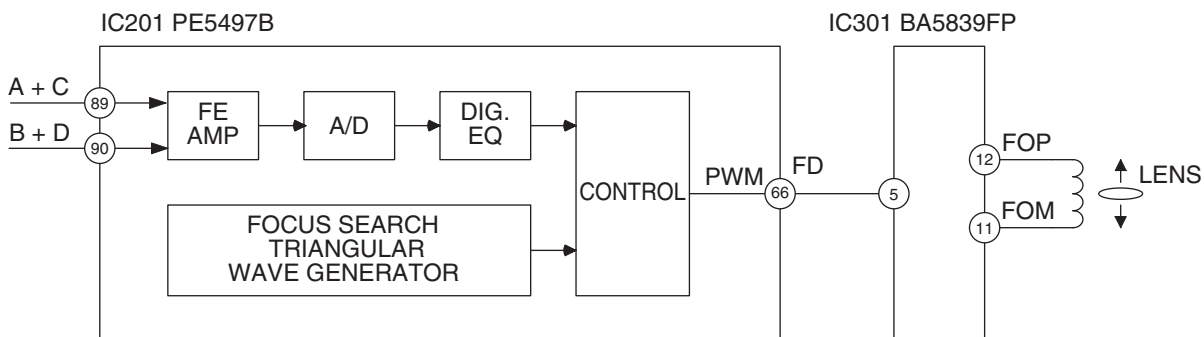 IC201 PE5497B
IC301 BA5839FP
A + C
89
B + D
90
FE
AMP
A/D
DIG.
EQ
CONTROL
PWM
66
FD
5
FOCUS SEARCH
TRIANGULAR
WAVE GENERATOR
12
FOP
11
FOM
LENS